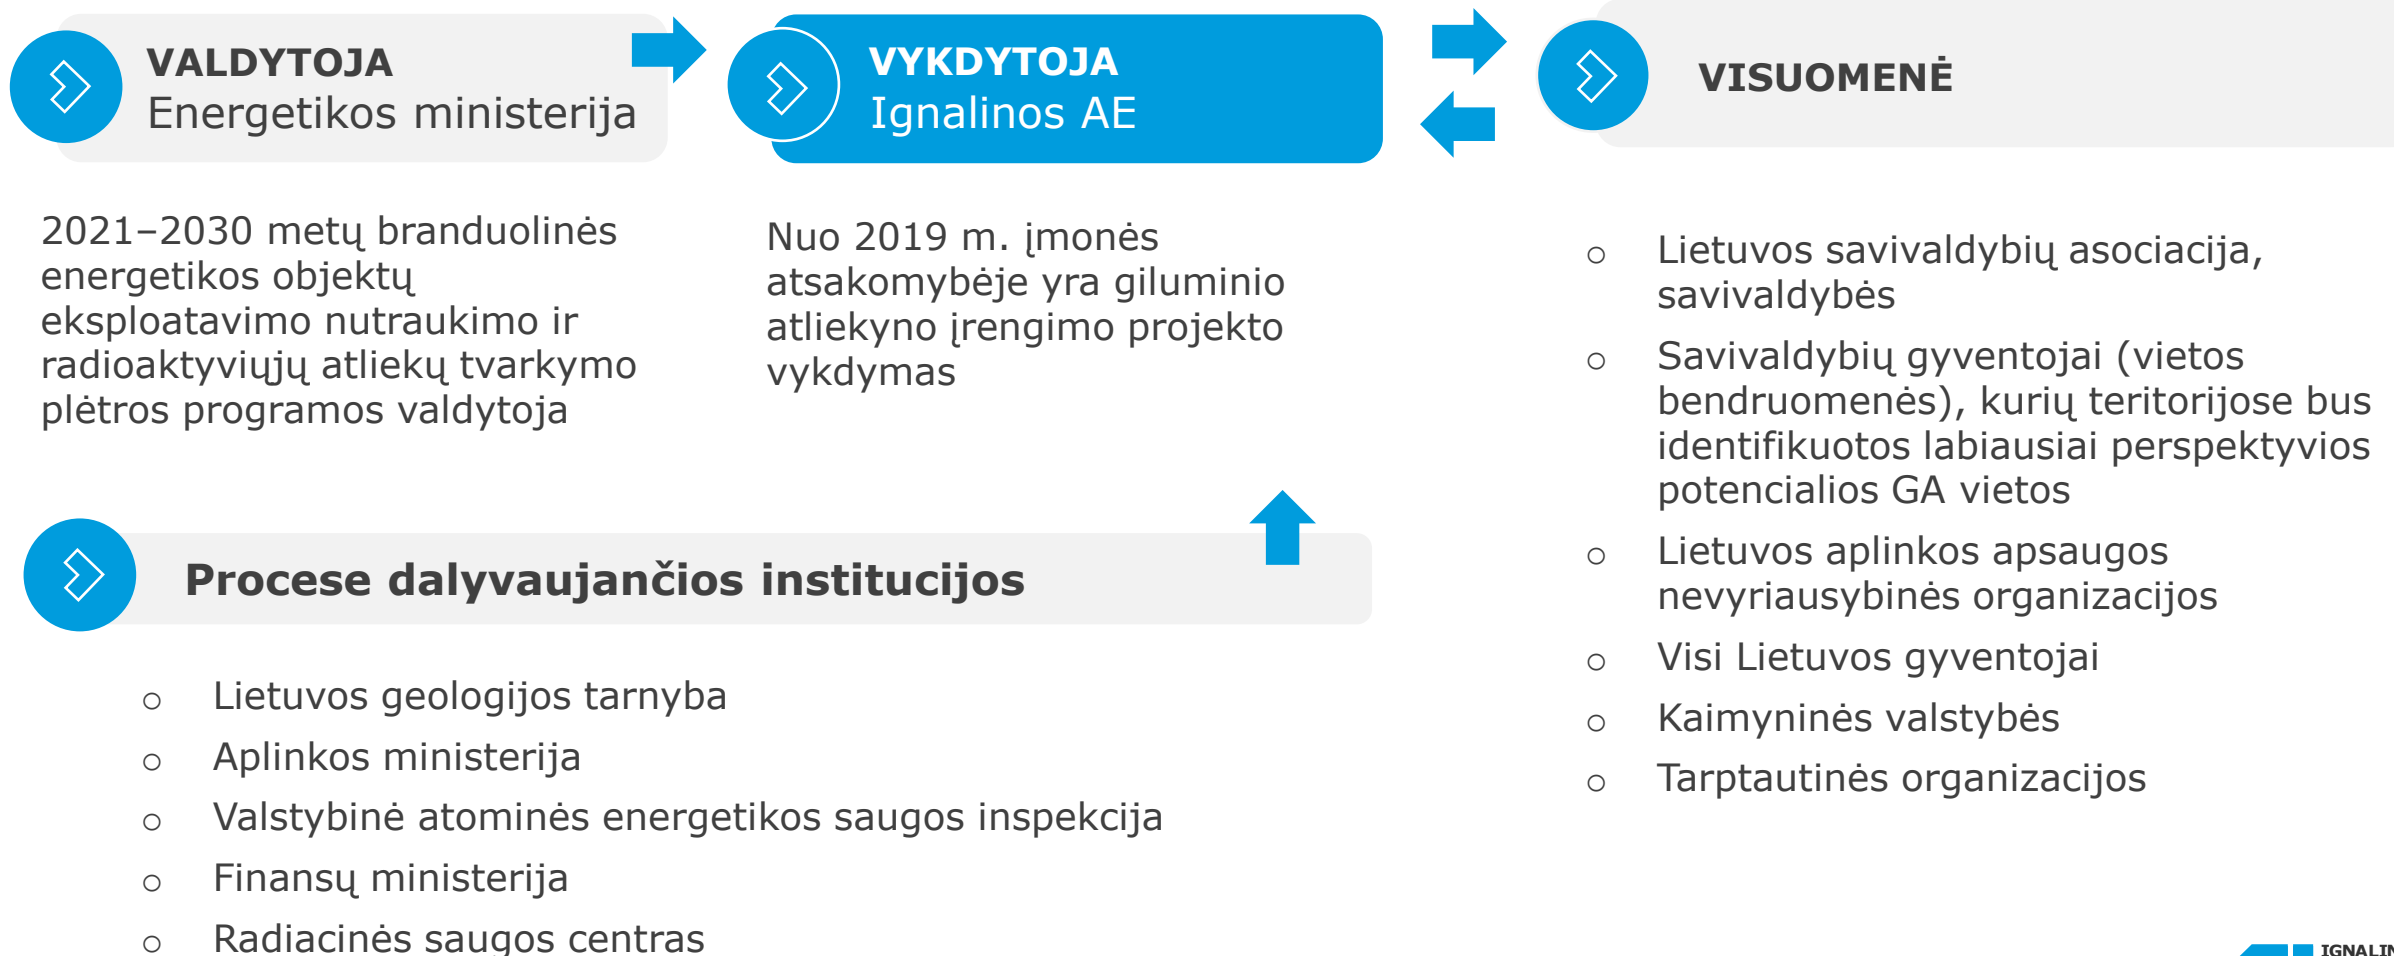 VALDYTOJA
Energetikos ministerija
2021–2030 metų branduolinės
energetikos objektų
eksploatavimo nutraukimo ir
radioaktyviųjų atliekų tvarkymo
plėtros programos valdytoja
VYKDYTOJA
Ignalinos AE
Nuo 2019 m. įmonės
atsakomybėje yra giluminio
atliekyno įrengimo projekto
vykdymas
VISUOMENĖ
o Lietuvos savivaldybių asociacija,
savivaldybės
o Savivaldybių gyventojai (vietos
bendruomenės), kurių teritorijose bus
identifikuotos labiausiai perspektyvios
potencialios GA vietos
o Lietuvos aplinkos apsaugos
nevyriausybinės organizacijos
o Visi Lietuvos gyventojai
o Kaimyninės valstybės
o Tarptautinės organizacijos
Procese dalyvaujančios institucijos
o Lietuvos geologijos tarnyba
o Aplinkos ministerija
o Valstybinė atominės energetikos saugos inspekcija
o Finansų ministerija
o Radiacinės saugos centras